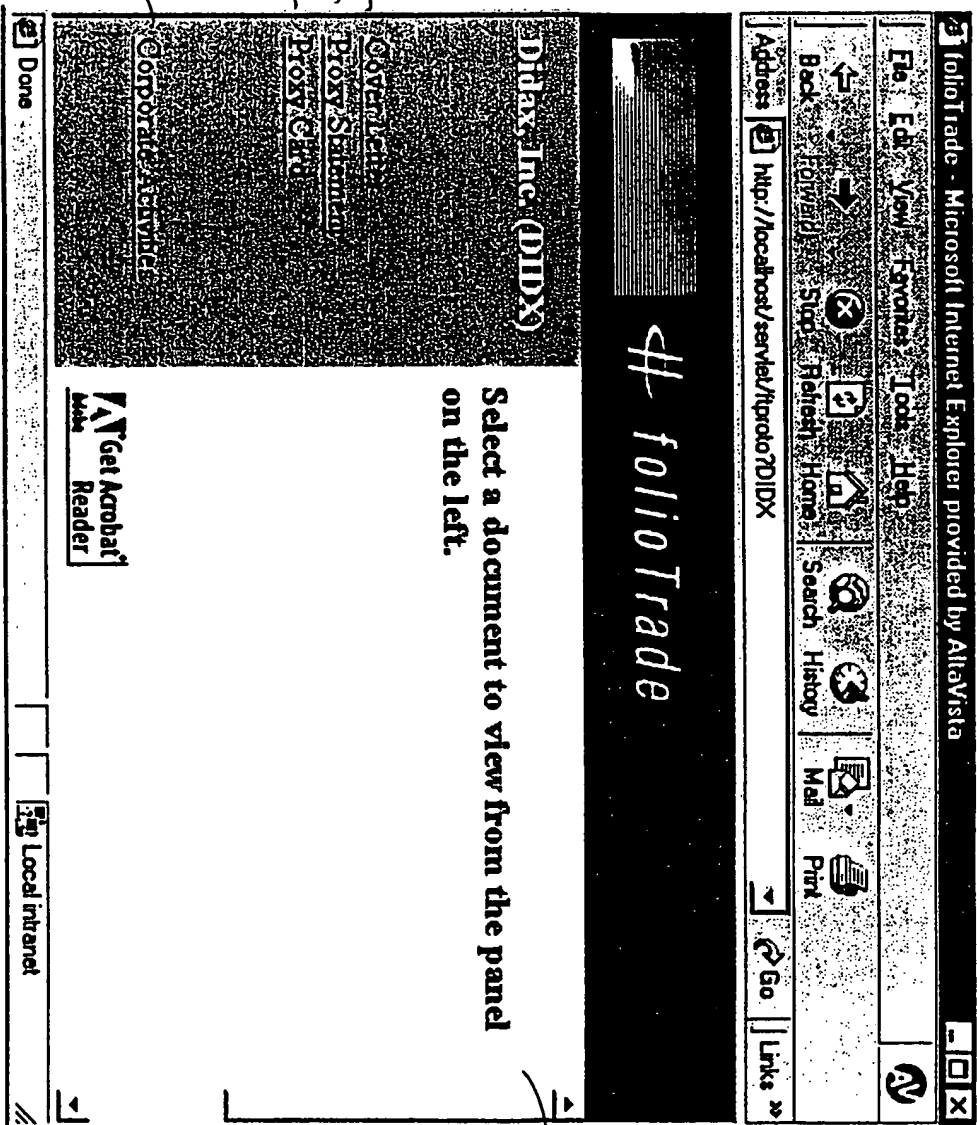 folioTrade - Microsoft Internet Explorer provided by AltaVista
File Edit View Favorites Tools Help
Back Forward Stop Refresh Home Search History Mail Print
Address http://localhost/servlet/ftproto?DIDX Go Links »
folioTrade
Didax, Inc. (DIDX)
Cover Letter
Proxy Statement
Proxy Card
Corporate Actions
Select a document to view from the panel
on the left.
Get Acrobat®
Reader
Adobe
Done
Local intranet